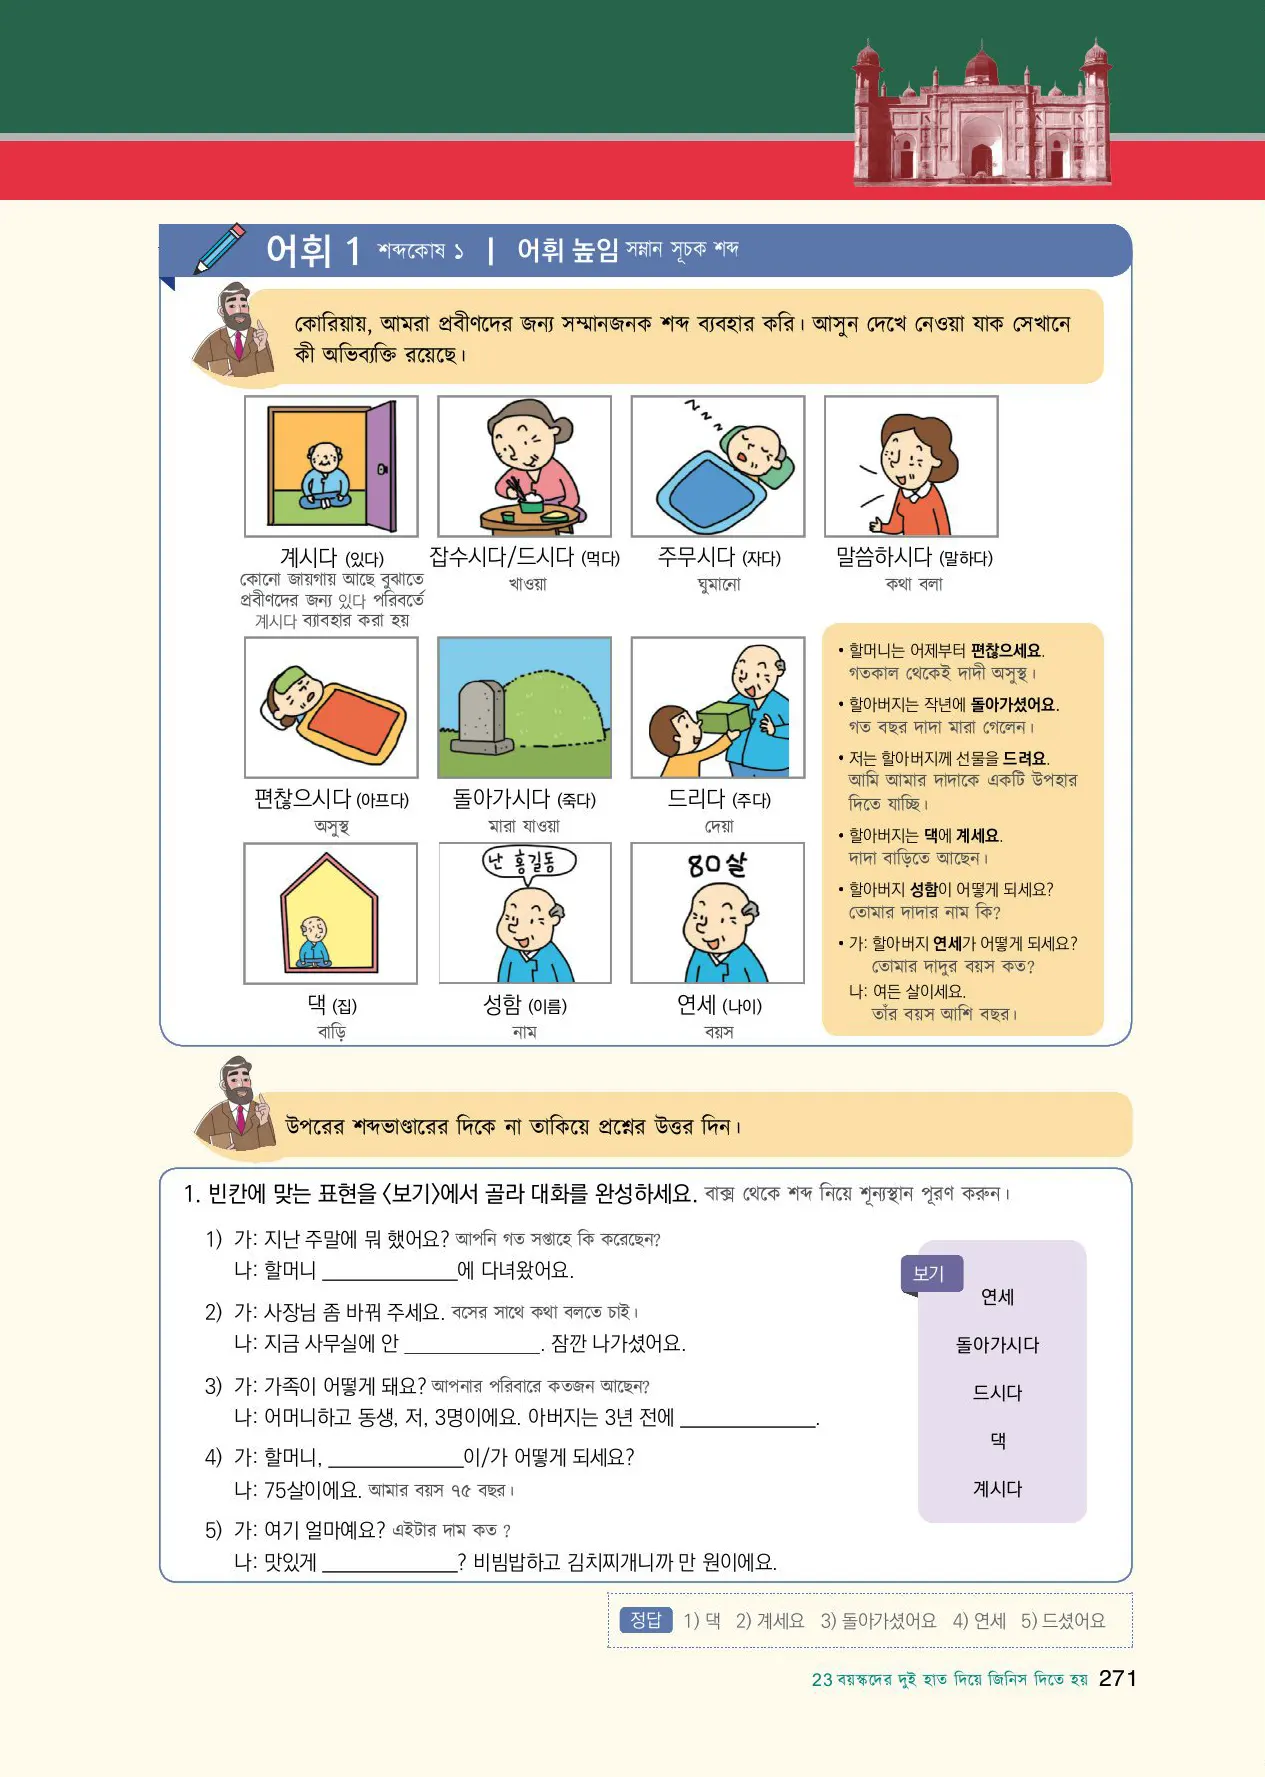 어휘 1 শব্দকোষ ১ | 어휘 높임 সম্মান সূচক শব্দ
কোরিয়ায়, আমরা প্রবীণদের জন্য সম্মানজনক শব্দ ব্যবহার করি। আসুন দেখে নেওয়া যাক সেখানে
কী অভিব্যক্তি রয়েছে।
계시다 (있다)
কোনো জায়গায় আছে বুঝাতে
প্রবীণদের জন্য 있다 পরিবর্তে
계시다 ব্যাবহার করা হয়
잡수시다/드시다 (먹다)
খাওয়া
주무시다 (자다)
ঘুমানো
말씀하시다 (말하다)
কথা বলা
편찮으시다 (아프다)
অসুস্থ
돌아가시다 (죽다)
মারা যাওয়া
드리다 (주다)
দেয়া
댁 (집)
বাড়ি
난 홍길동
성함 (이름)
নাম
80살
연세 (나이)
বয়স
• 할머니는 어제부터 편찮으세요.
গতকাল থেকেই দাদী অসুস্থ।
• 할아버지는 작년에 돌아가셨어요.
গত বছর দাদা মারা গেলেন।
• 저는 할아버지께 선물을 드려요.
আমি আমার দাদাকে একটি উপহার
দিতে যাচ্ছি।
• 할아버지는 댁에 계세요.
দাদা বাড়িতে আছেন।
• 할아버지 성함이 어떻게 되세요?
তোমার দাদার নাম কি?
• 가: 할아버지 연세가 어떻게 되세요?
তোমার দাদুর বয়স কত?
나: 여든 살이세요.
তাঁর বয়স আশি বছর।
উপরের শব্দভাণ্ডারের দিকে না তাকিয়ে প্রশ্নের উত্তর দিন।
1. 빈칸에 맞는 표현을 〈보기〉에서 골라 대화를 완성하세요. বাক্স থেকে শব্দ নিয়ে শূন্যস্থান পূরণ করুন।
1) 가: 지난 주말에 뭐 했어요? আপনি গত সপ্তাহে কি করেছেন?
나: 할머니 ______________에 다녀왔어요.
2) 가: 사장님 좀 바꿔 주세요. বসের সাথে কথা বলতে চাই।
나: 지금 사무실에 안 ______________. 잠깐 나가셨어요.
3) 가: 가족이 어떻게 돼요? আপনার পরিবারে কতজন আছেন?
나: 어머니하고 동생, 저, 3명이에요. 아버지는 3년 전에 ______________.
4) 가: 할머니, ______________이/가 어떻게 되세요?
나: 75살이에요. আমার বয়স ৭৫ বছর।
5) 가: 여기 얼마예요? এইটার দাম কত ?
나: 맛있게 ______________? 비빔밥하고 김치찌개니까 만 원이에요.
보기
연세
돌아가시다
드시다
댁
계시다
정답 1) 댁 2) 계세요 3) 돌아가셨어요 4) 연세 5) 드셨어요
23 বয়স্কদের দুই হাত দিয়ে জিনিস দিতে হয় 271